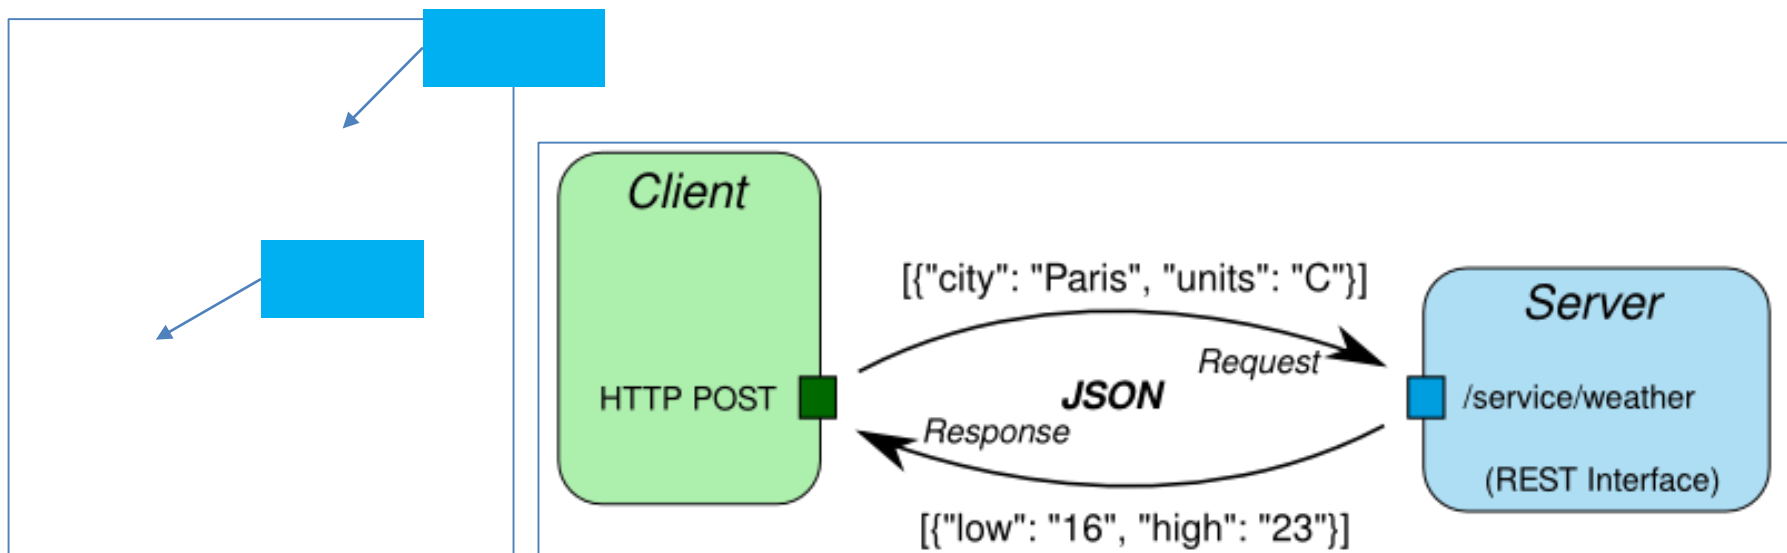 Client
[{"city": "Paris", "units": "C"}]
Server
Request
HTTP POST
JSON
/service/weather
Response
(REST Interface)
[{"low": "16", "high": "23"}]